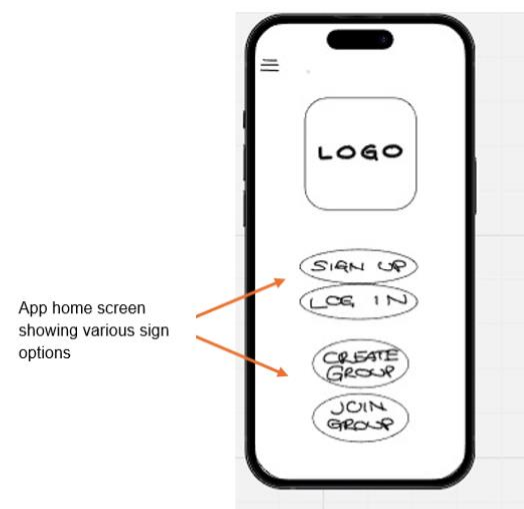 LOGO
SIGN UP
LOG IN
CREATE
GROUP
JOIN
GROUP
App home screen
showing various sign
options